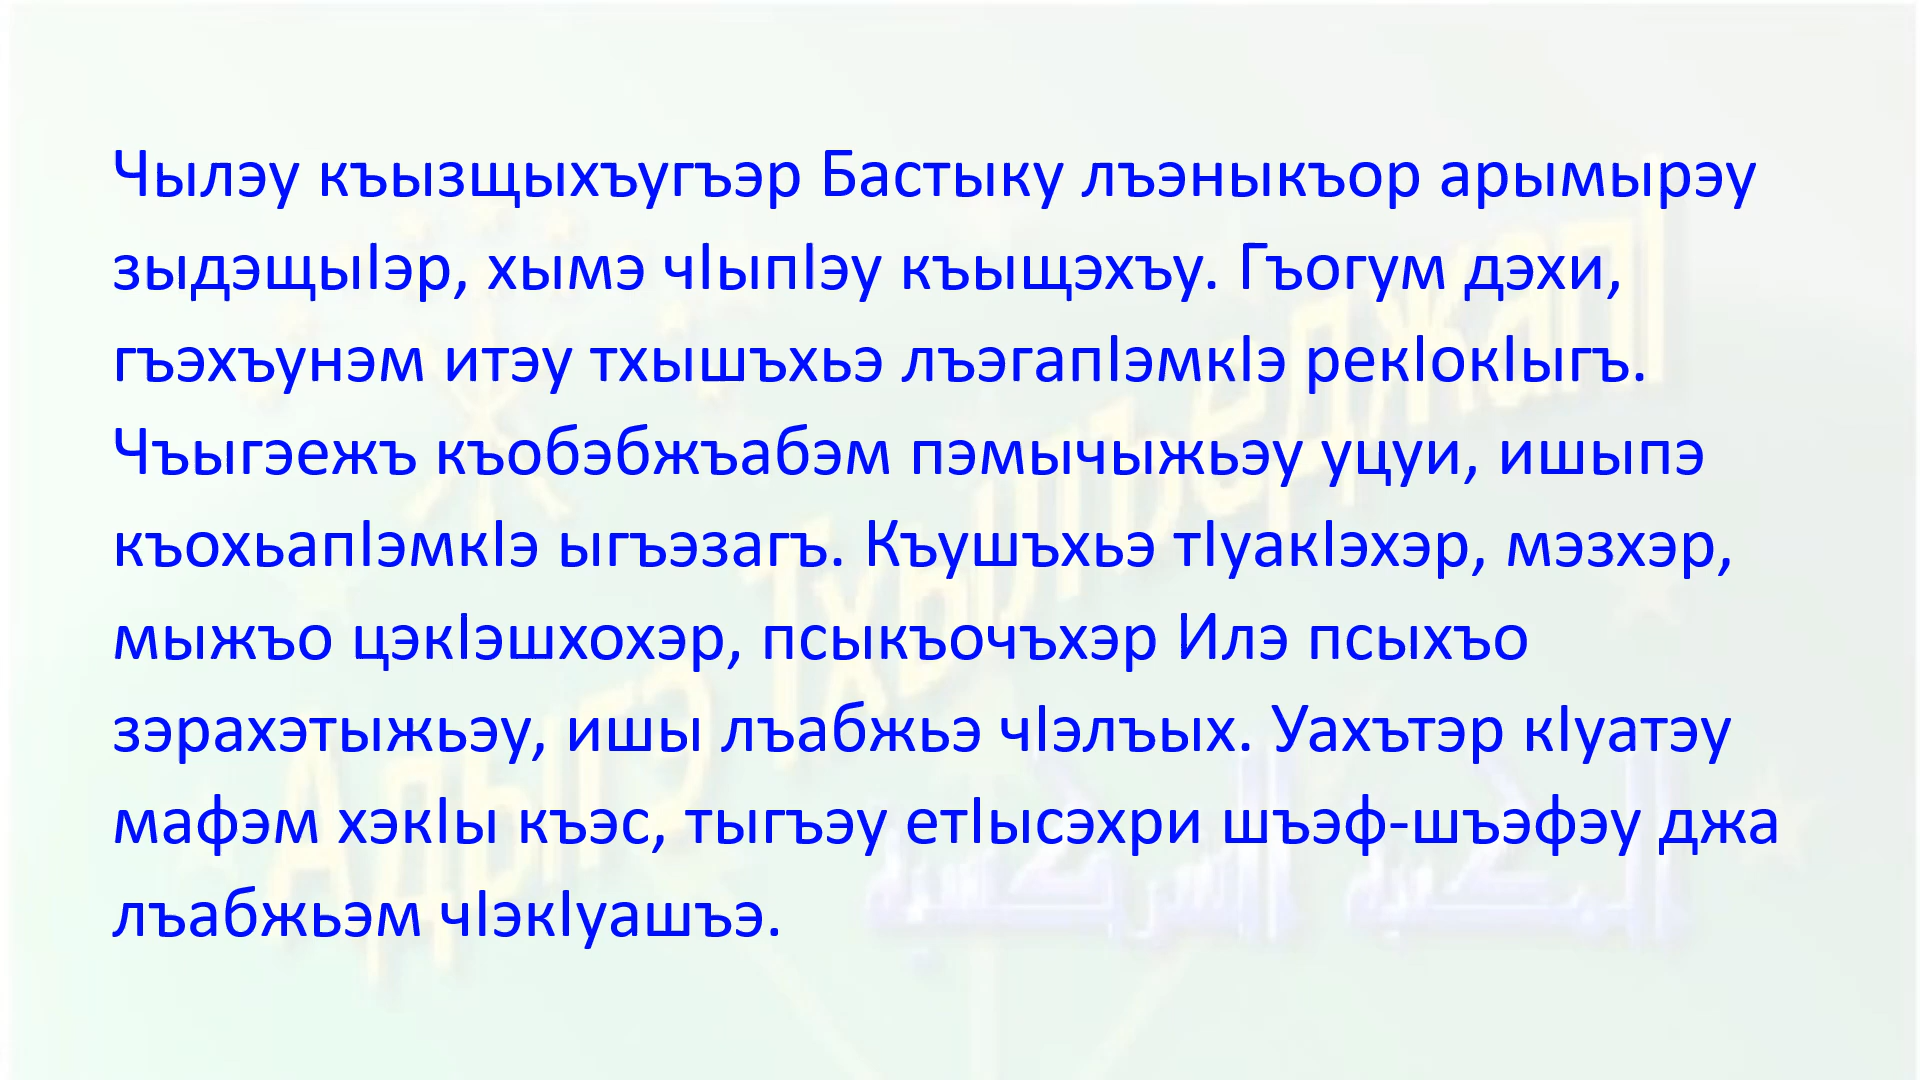 Чылэу къызщыхъугъэр Бастыку лъэныкъор арымырэу
зыдэщыIэр, хымэ чIыпIэу къыщэхъу. Гъогум дэхи,
гъэхъунэм итэу тхышъхьэ лъэгапIэмкIэ рекIокIыгъ.
Чъыгэежъ къобэбжъабэм пэмычыжьэу уцуи, ишыпэ
къохьапIэмкIэ ыгъэзагъ. Къушъхьэ тIуакIэхэр, мэзхэр,
мыжъо цэкIэшхохэр, псыкъочъхэр Илэ псыхъо
зэрахэтыжьэу, ишы лъабжьэ чIэлъых. Уахътэр кIуатэу
мафэм хэкIы къэс, тыгъэу етIысэхри шъэф-шъэфэу джа
лъабжьэм чIэкIуашъэ.
Адыгэ Тхылъеджапl